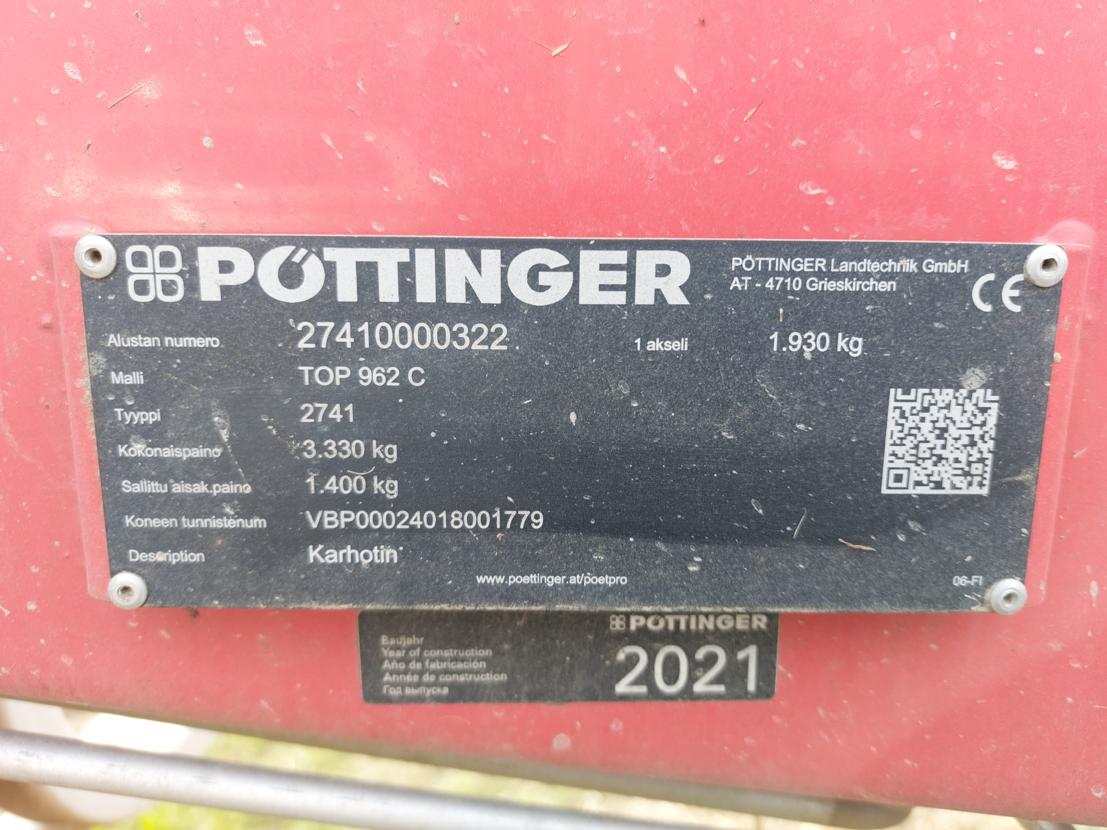 PÖTTINGER
PÖTTINGER Landtechnik GmbH
AT - 4710 Grieskirchen
CE
Alustan numero 27410000322 1 akseli 1.930 kg
Malli TOP 962 C
Tyyppi 2741
Kokonaispaino 3.330 kg
Sallittu aisak.paino 1.400 kg
Koneen tunnistenum VBP00024018001779
Description Karhotin
www.poettinger.at/poetpro
06-FI
PÖTTINGER
Baujahr
Year of construction
Año de fabricación
Année de construction
Год выпуска
2021